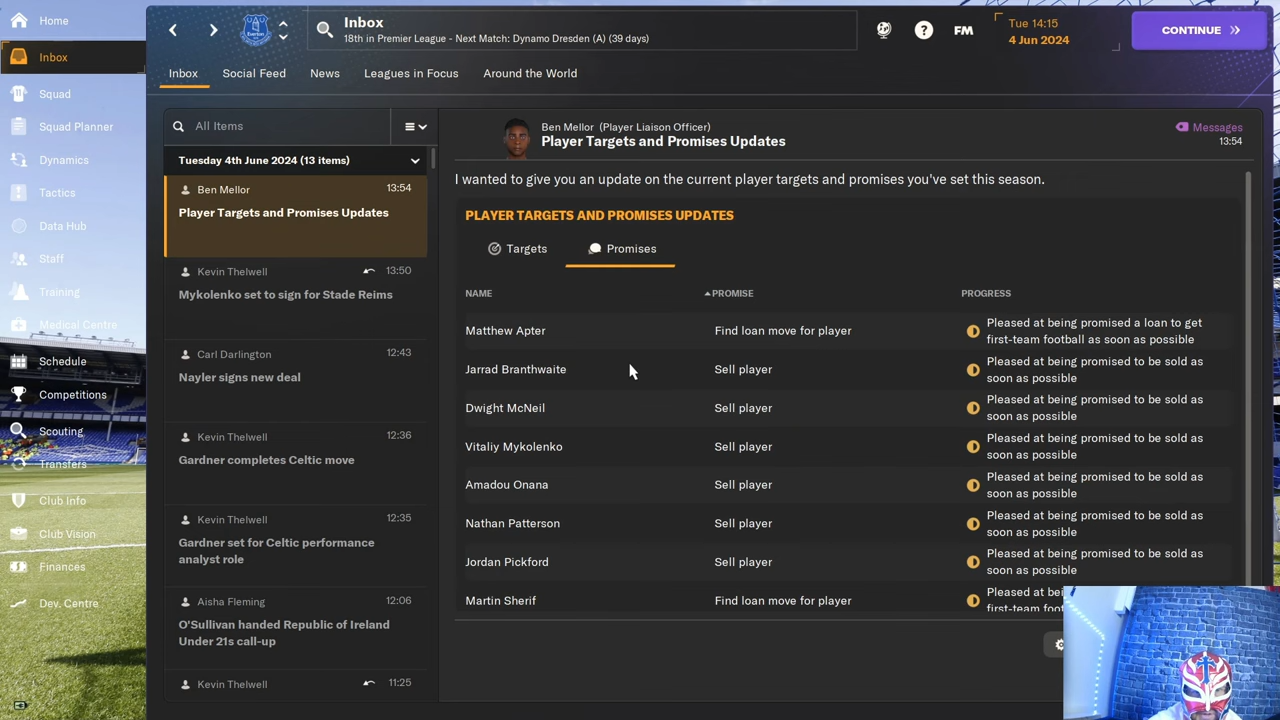 Home
Inbox
Squad
Squad Planner
Dynamics
Tactics
Data Hub
Staff
Training
Medical Centre
Schedule
Competitions
Scouting
Transfers
Club Info
Club Vision
Finances
Dev. Centre
Inbox
18th in Premier League - Next Match: Dynamo Dresden (A) (39 days)
?
FM
Tue 14:15
4 Jun 2024
CONTINUE
Inbox
Social Feed
News
Leagues in Focus
Around the World
All Items
Tuesday 4th June 2024 (13 items)
Ben Mellor 13:54
Player Targets and Promises Updates
Kevin Thelwell 13:50
Mykolenko set to sign for Stade Reims
Carl Darlington 12:43
Nayler signs new deal
Kevin Thelwell 12:36
Gardner completes Celtic move
Kevin Thelwell 12:35
Gardner set for Celtic performance
analyst role
Aisha Fleming 12:06
O'Sullivan handed Republic of Ireland
Under 21s call-up
Kevin Thelwell 11:25
Ben Mellor (Player Liaison Officer)
Player Targets and Promises Updates
Messages
13:54
I wanted to give you an update on the current player targets and promises you've set this season.
PLAYER TARGETS AND PROMISES UPDATES
Targets
Promises
NAME PROMISE PROGRESS
Matthew Apter Find loan move for player Pleased at being promised a loan to get
first-team football as soon as possible
Jarrad Branthwaite Sell player Pleased at being promised to be sold as
soon as possible
Dwight McNeil Sell player Pleased at being promised to be sold as
soon as possible
Vitaliy Mykolenko Sell player Pleased at being promised to be sold as
soon as possible
Amadou Onana Sell player Pleased at being promised to be sold as
soon as possible
Nathan Patterson Sell player Pleased at being promised to be sold as
soon as possible
Jordan Pickford Sell player Pleased at being promised to be sold as
soon as possible
Martin Sherif Find loan move for player Pleased at bei
first-team foot